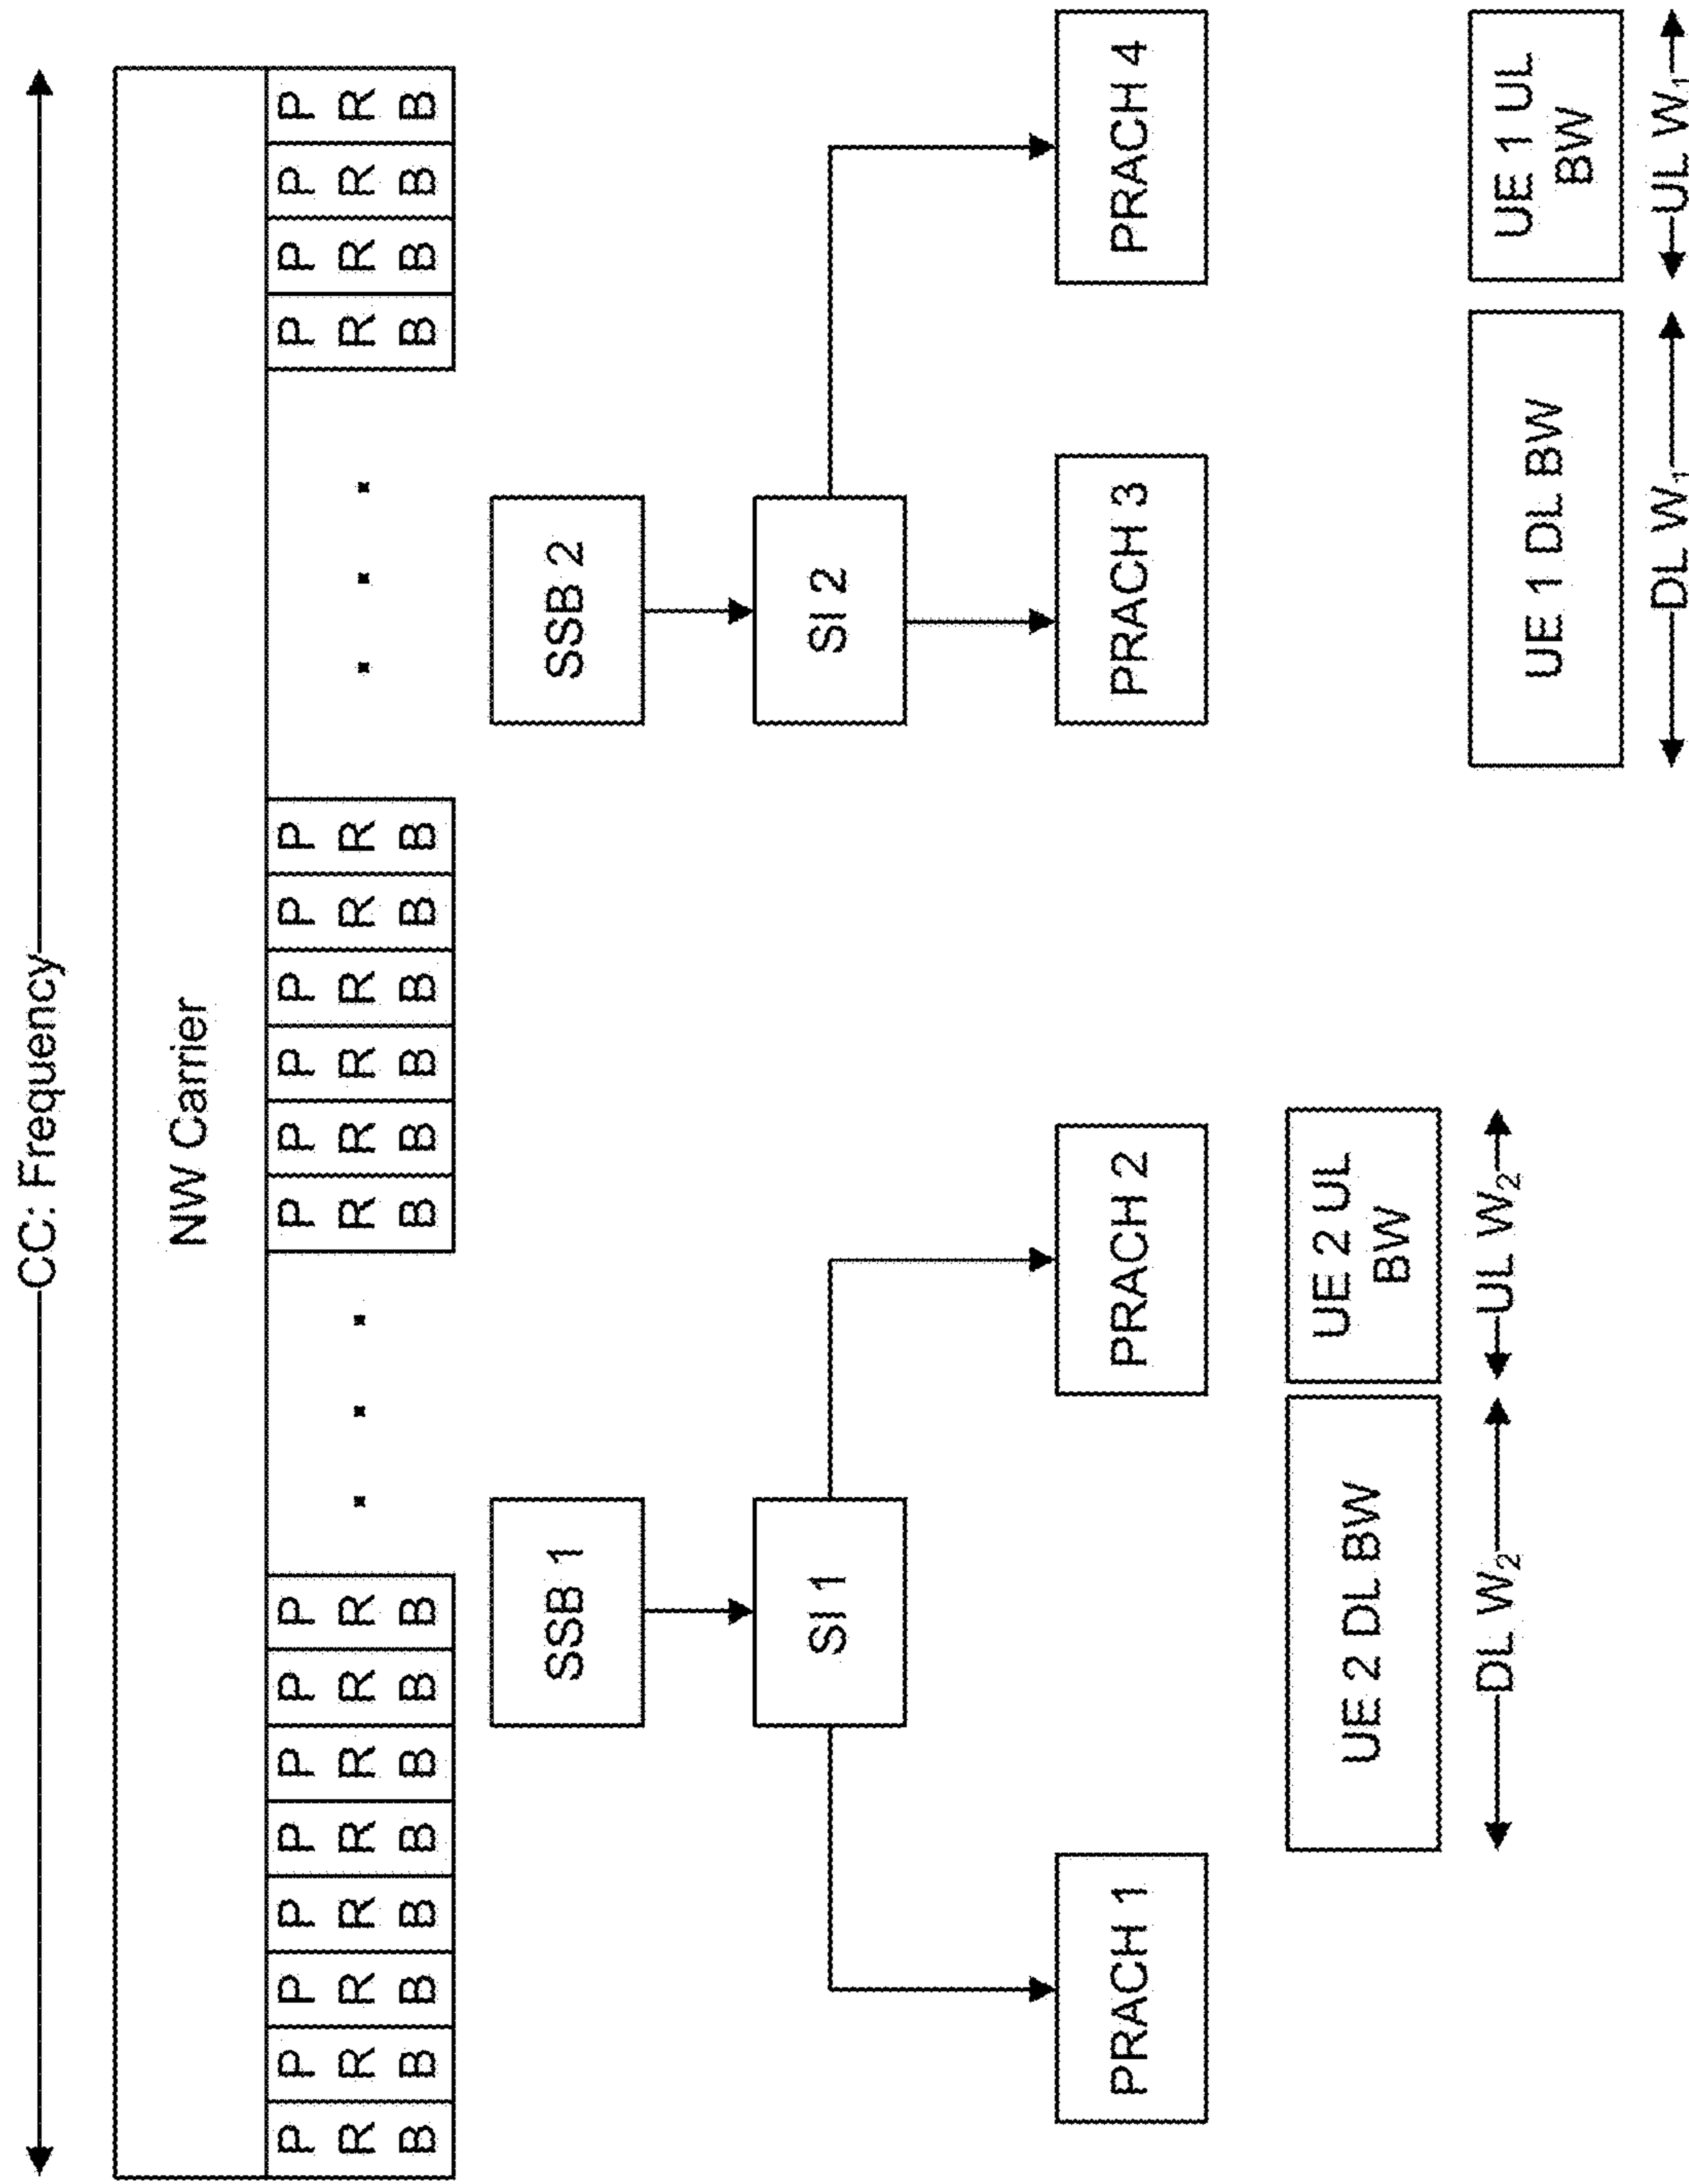 CC: Frequency
NW Carrier
P P P P P P P P P P P P P P P P P P
R R R R R R R R R R R R R R R R R R
B B B B B B B B . . . B B B B B B . . . B B B B
SSB 1
SSB 2
SI 1
SI 2
PRACH 1
PRACH 2
PRACH 3
PRACH 4
UE 2 DL BW
UE 2 UL
BW
DL W₂
UL W₂
UE 1 DL BW
UE 1 UL
BW
DL W₁
UL W₁